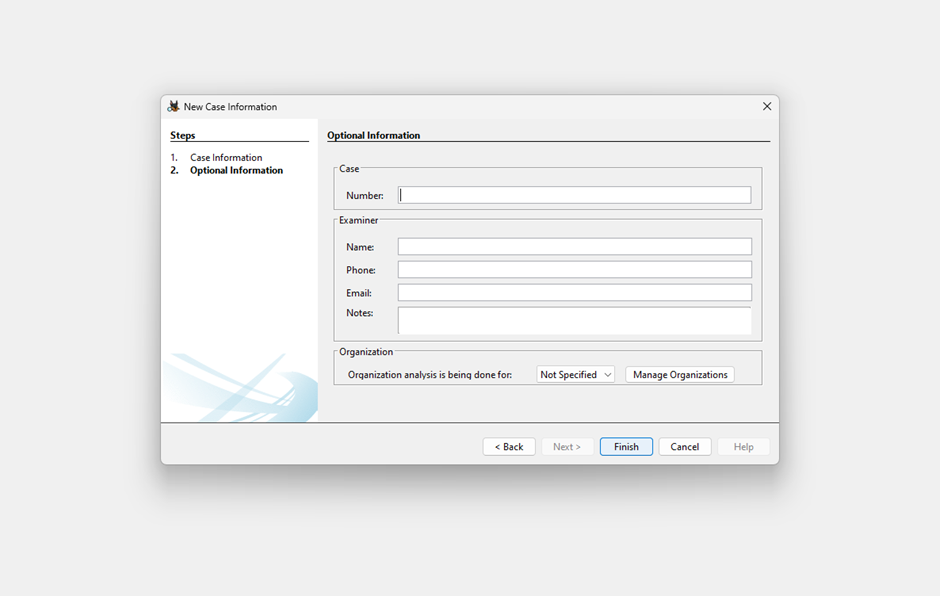 New Case Information
Steps
1. Case Information
2. Optional Information
Optional Information
Case
Number:
Examiner
Name:
Phone:
Email:
Notes:
Organization
Organization analysis is being done for: Not Specified Manage Organizations
< Back Next > Finish Cancel Help